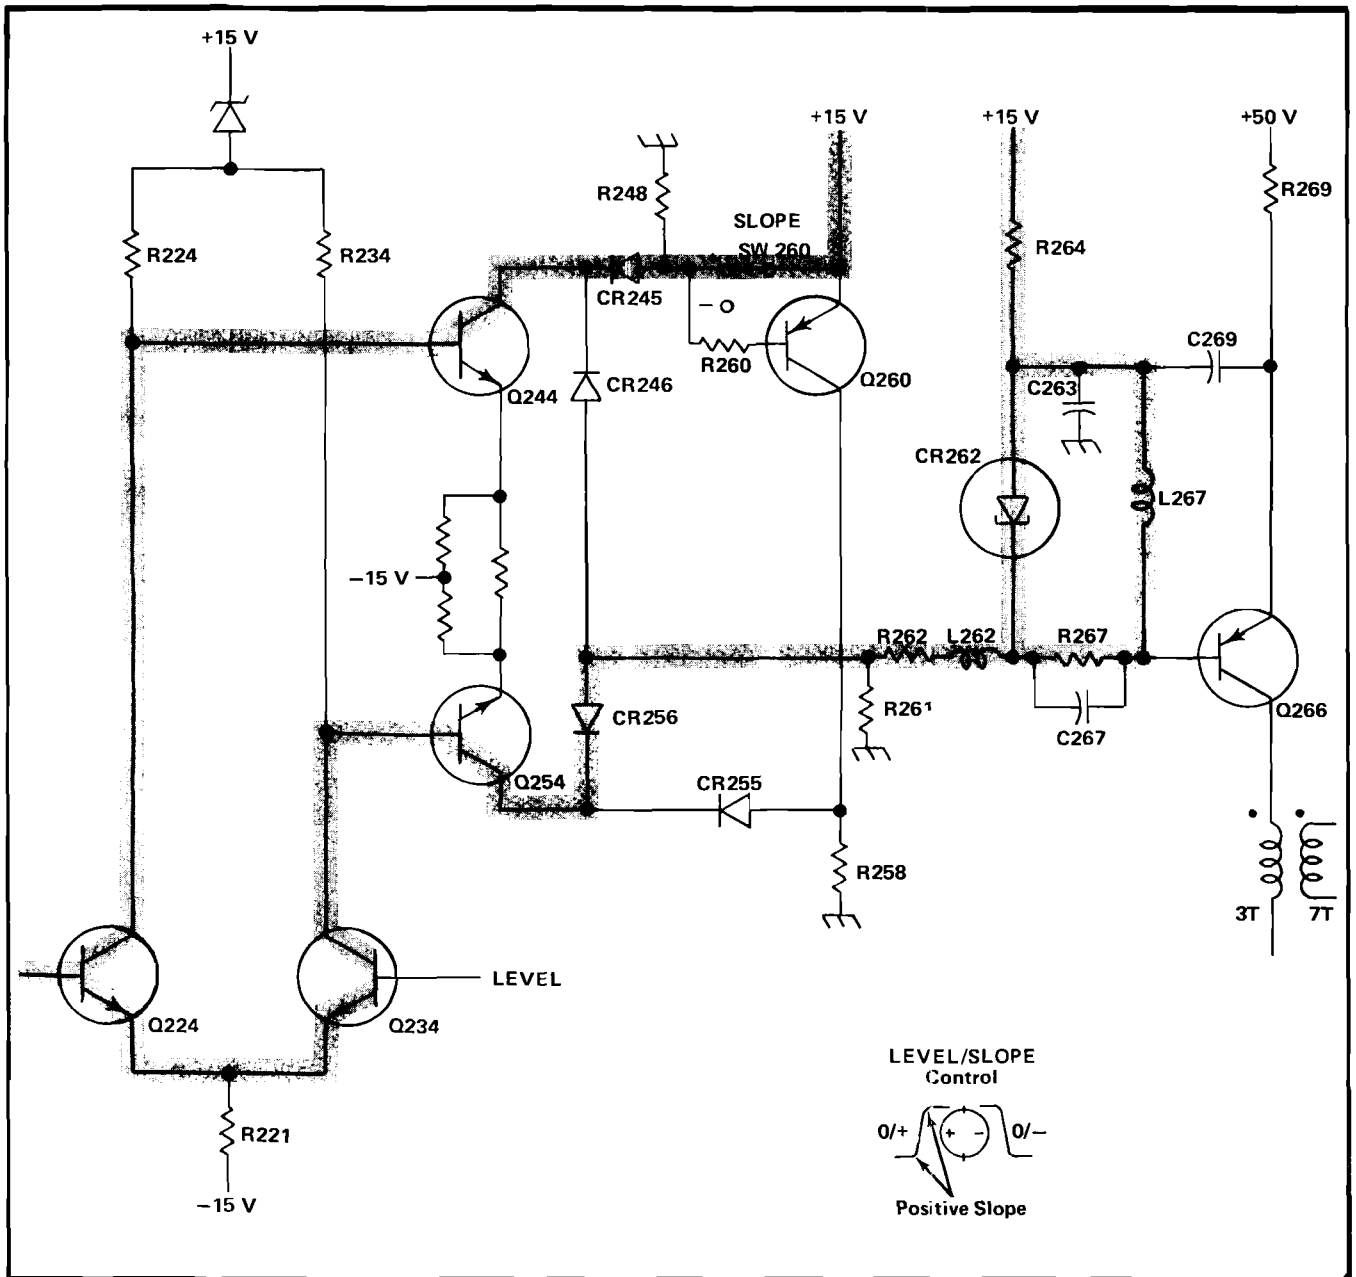 +15 V
+15 V
+15 V
+50 V
R248
R269
SLOPE
SW 260
R224
R234
R264
CR245
– O
R260
C269
CR246
Q244
Q260
C263
CR262
L267
−15 V
R262
L262
R267
R261
CR256
C267
Q266
Q254
CR255
R258
3T
7T
LEVEL
Q224
Q234
LEVEL/SLOPE
Control
0/+
+
−
0/−
R221
−15 V
Positive Slope